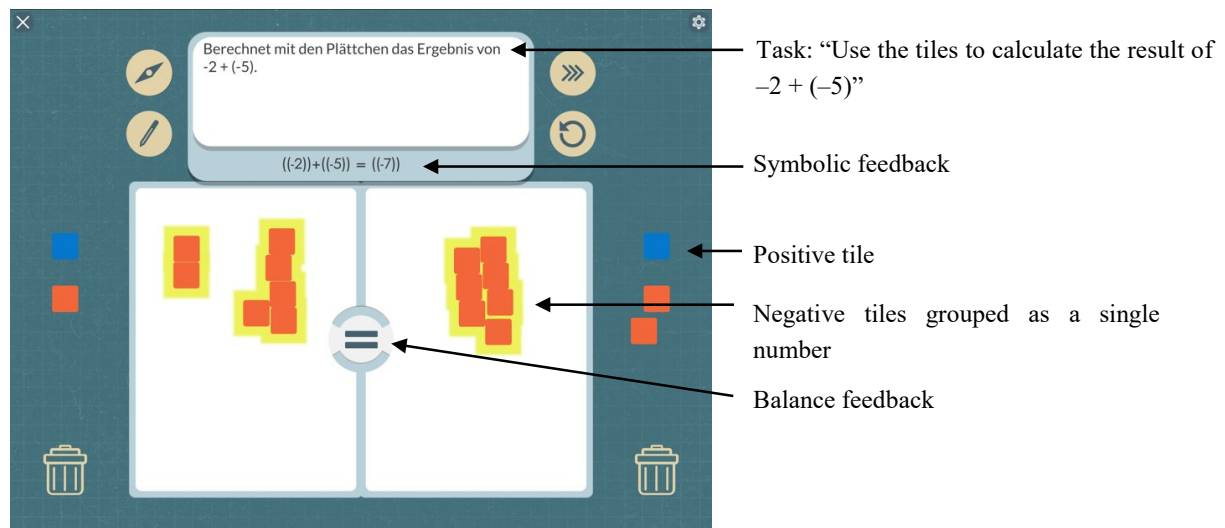 Berechnet mit den Plättchen das Ergebnis von
-2 + (-5).
((-2))+((-5)) = ((-7))
Task: “Use the tiles to calculate the result of
–2 + (–5)”
Symbolic feedback
Positive tile
Negative tiles grouped as a single
number
Balance feedback